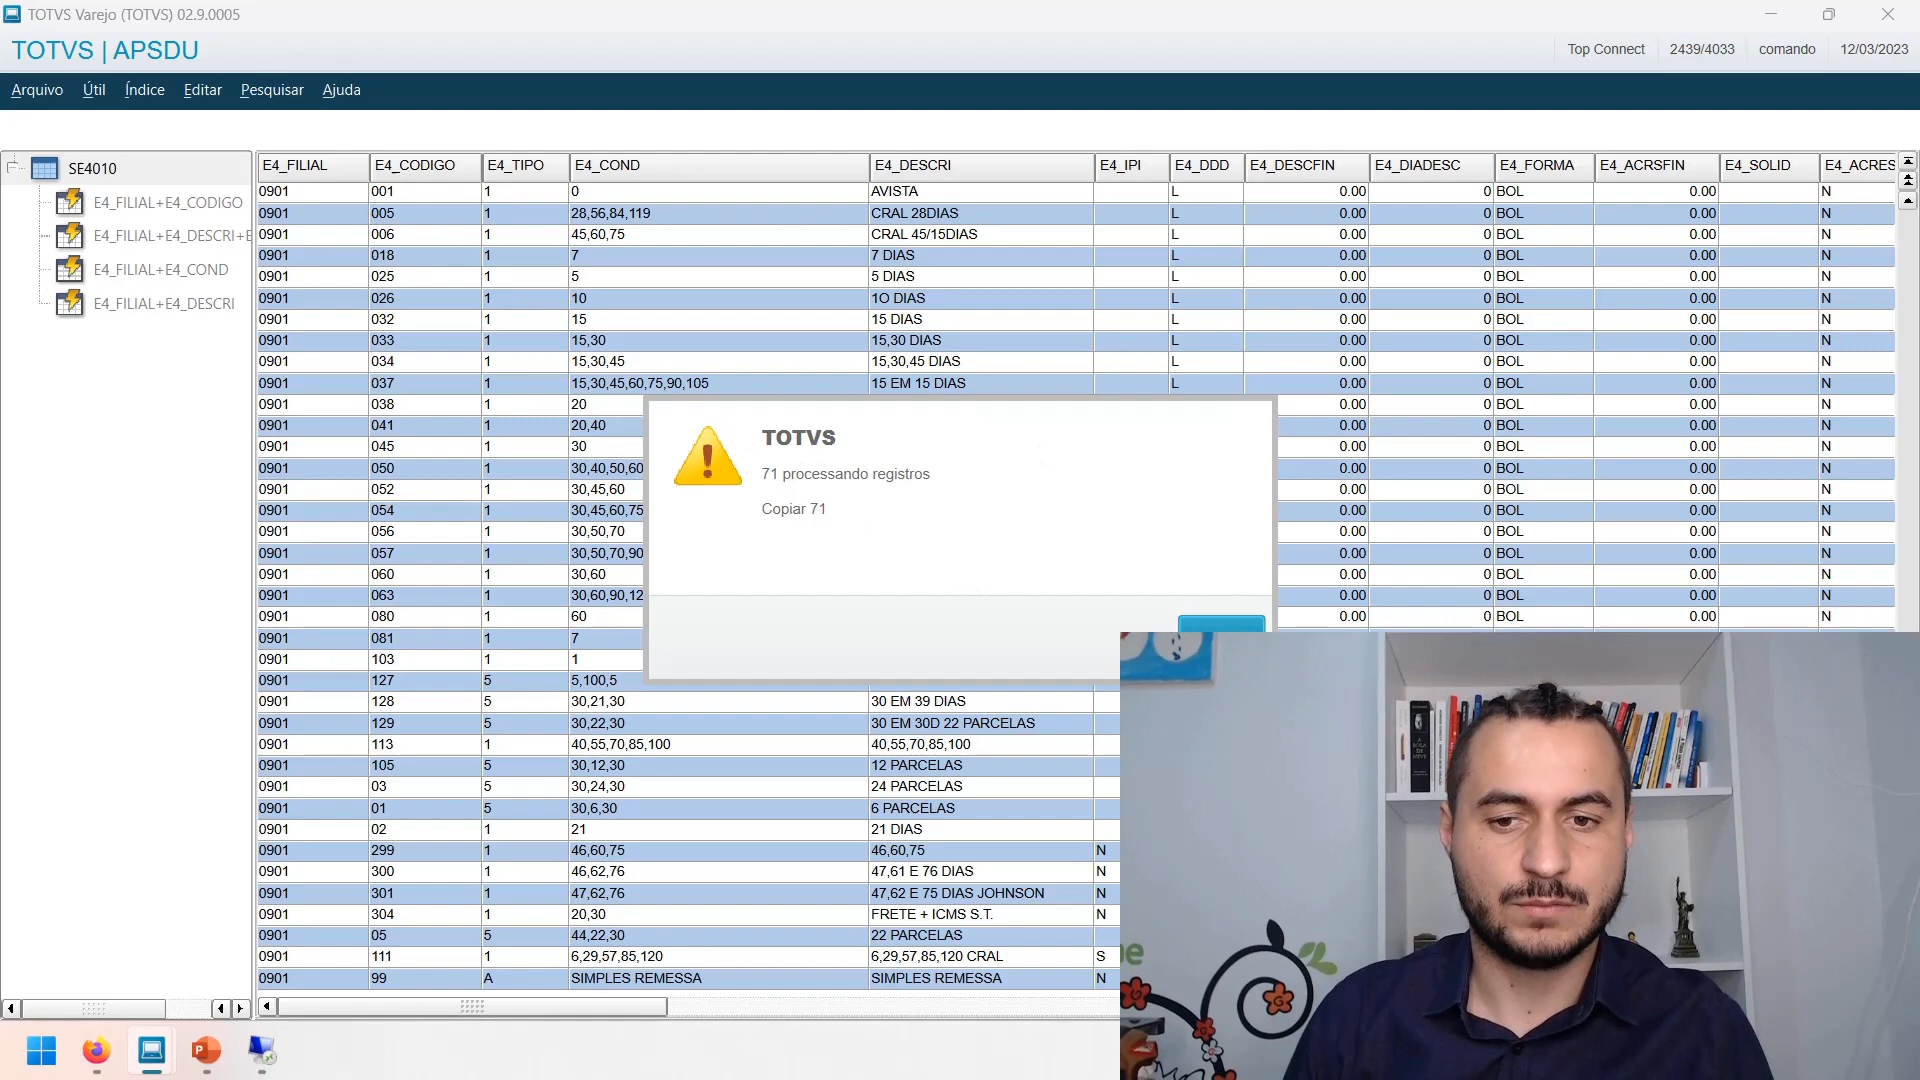 TOTVS Varejo (TOTVS) 02.9.0005
TOTVS | APSDU
Top Connect 2439/4033 comando 12/03/2023
Arquivo Útil Índice Editar Pesquisar Ajuda
SE4010
E4_FILIAL+E4_CODIGO
E4_FILIAL+E4_DESCRI+E
E4_FILIAL+E4_COND
E4_FILIAL+E4_DESCRI
E4_FILIAL E4_CODIGO E4_TIPO E4_COND E4_DESCRI E4_IPI E4_DDD E4_DESCFIN E4_DIADESC E4_FORMA E4_ACRSFIN E4_SOLID E4_ACRES
0901 001 1 0 AVISTA L 0.00 0 BOL 0.00 N
0901 005 1 28,56,84,119 CRAL 28DIAS L 0.00 0 BOL 0.00 N
0901 006 1 45,60,75 CRAL 45/15DIAS L 0.00 0 BOL 0.00 N
0901 018 1 7 7 DIAS L 0.00 0 BOL 0.00 N
0901 025 1 5 5 DIAS L 0.00 0 BOL 0.00 N
0901 026 1 10 1O DIAS L 0.00 0 BOL 0.00 N
0901 032 1 15 15 DIAS L 0.00 0 BOL 0.00 N
0901 033 1 15,30 15,30 DIAS L 0.00 0 BOL 0.00 N
0901 034 1 15,30,45 15,30,45 DIAS L 0.00 0 BOL 0.00 N
0901 037 1 15,30,45,60,75,90,105 15 EM 15 DIAS L 0.00 0 BOL 0.00 N
0901 038 1 20 0.00 0 BOL 0.00 N
0901 041 1 20,40 0.00 0 BOL 0.00 N
0901 045 1 30 0.00 0 BOL 0.00 N
0901 050 1 30,40,50,60 0.00 0 BOL 0.00 N
0901 052 1 30,45,60 0.00 0 BOL 0.00 N
0901 054 1 30,45,60,75 0.00 0 BOL 0.00 N
0901 056 1 30,50,70 0.00 0 BOL 0.00 N
0901 057 1 30,50,70,90 0.00 0 BOL 0.00 N
0901 060 1 30,60 0.00 0 BOL 0.00 N
0901 063 1 30,60,90,12 0.00 0 BOL 0.00 N
0901 080 1 60 0.00 0 BOL 0.00 N
0901 081 1 7
0901 103 1 1
0901 127 5 5,100,5
0901 128 5 30,21,30 30 EM 39 DIAS
0901 129 5 30,22,30 30 EM 30D 22 PARCELAS
0901 113 1 40,55,70,85,100 40,55,70,85,100
0901 105 5 30,12,30 12 PARCELAS
0901 03 5 30,24,30 24 PARCELAS
0901 01 5 30,6,30 6 PARCELAS
0901 02 1 21 21 DIAS
0901 299 1 46,60,75 46,60,75 N
0901 300 1 46,62,76 47,61 E 76 DIAS N
0901 301 1 47,62,76 47,62 E 75 DIAS JOHNSON N
0901 304 1 20,30 FRETE + ICMS S.T. N
0901 05 5 44,22,30 22 PARCELAS
0901 111 1 6,29,57,85,120 6,29,57,85,120 CRAL S
0901 99 A SIMPLES REMESSA SIMPLES REMESSA N
TOTVS
71 processando registros
Copiar 71